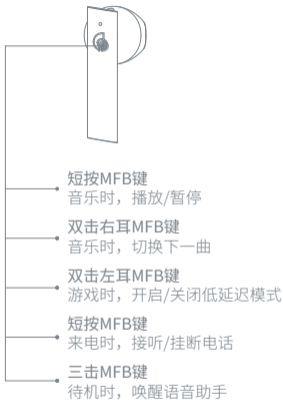 短按MFB键
音乐时，播放/暂停
双击右耳MFB键
音乐时，切换下一曲
双击左耳MFB键
游戏时，开启/关闭低延迟模式
短按MFB键
来电时，接听/挂断电话
三击MFB键
待机时，唤醒语音助手